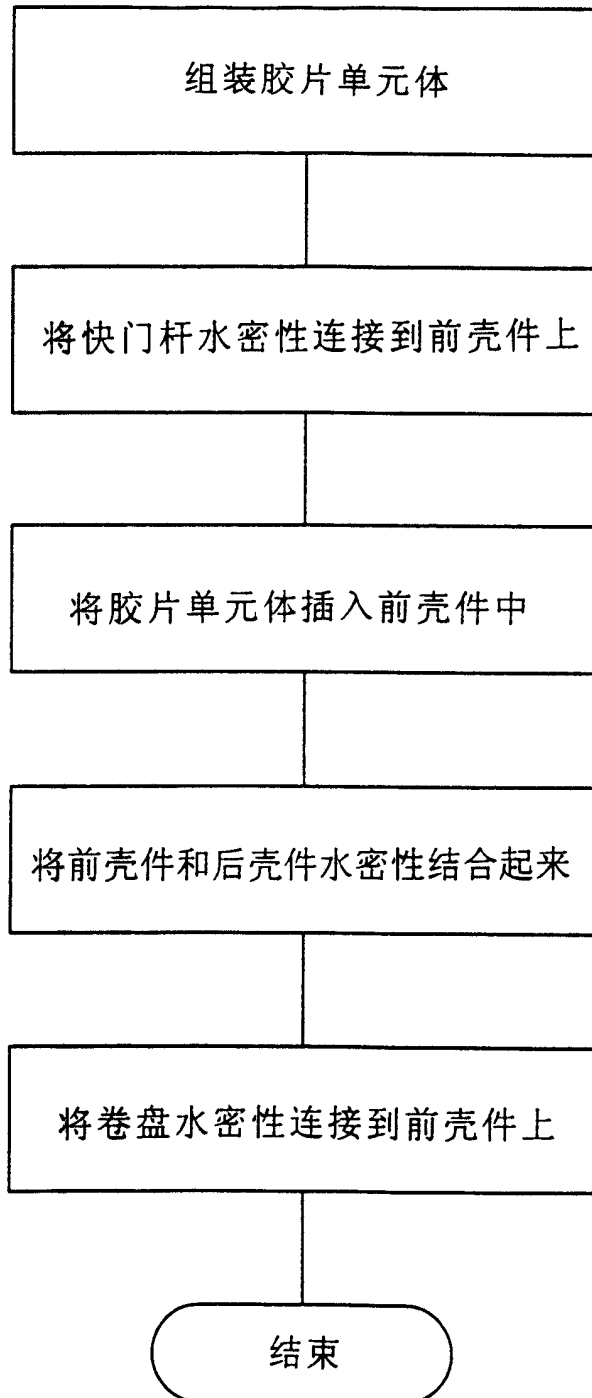 组装胶片单元体
将快门杆水密性连接到前壳件上
将胶片单元体插入前壳件中
将前壳件和后壳件水密性结合起来
将卷盘水密性连接到前壳件上
结束